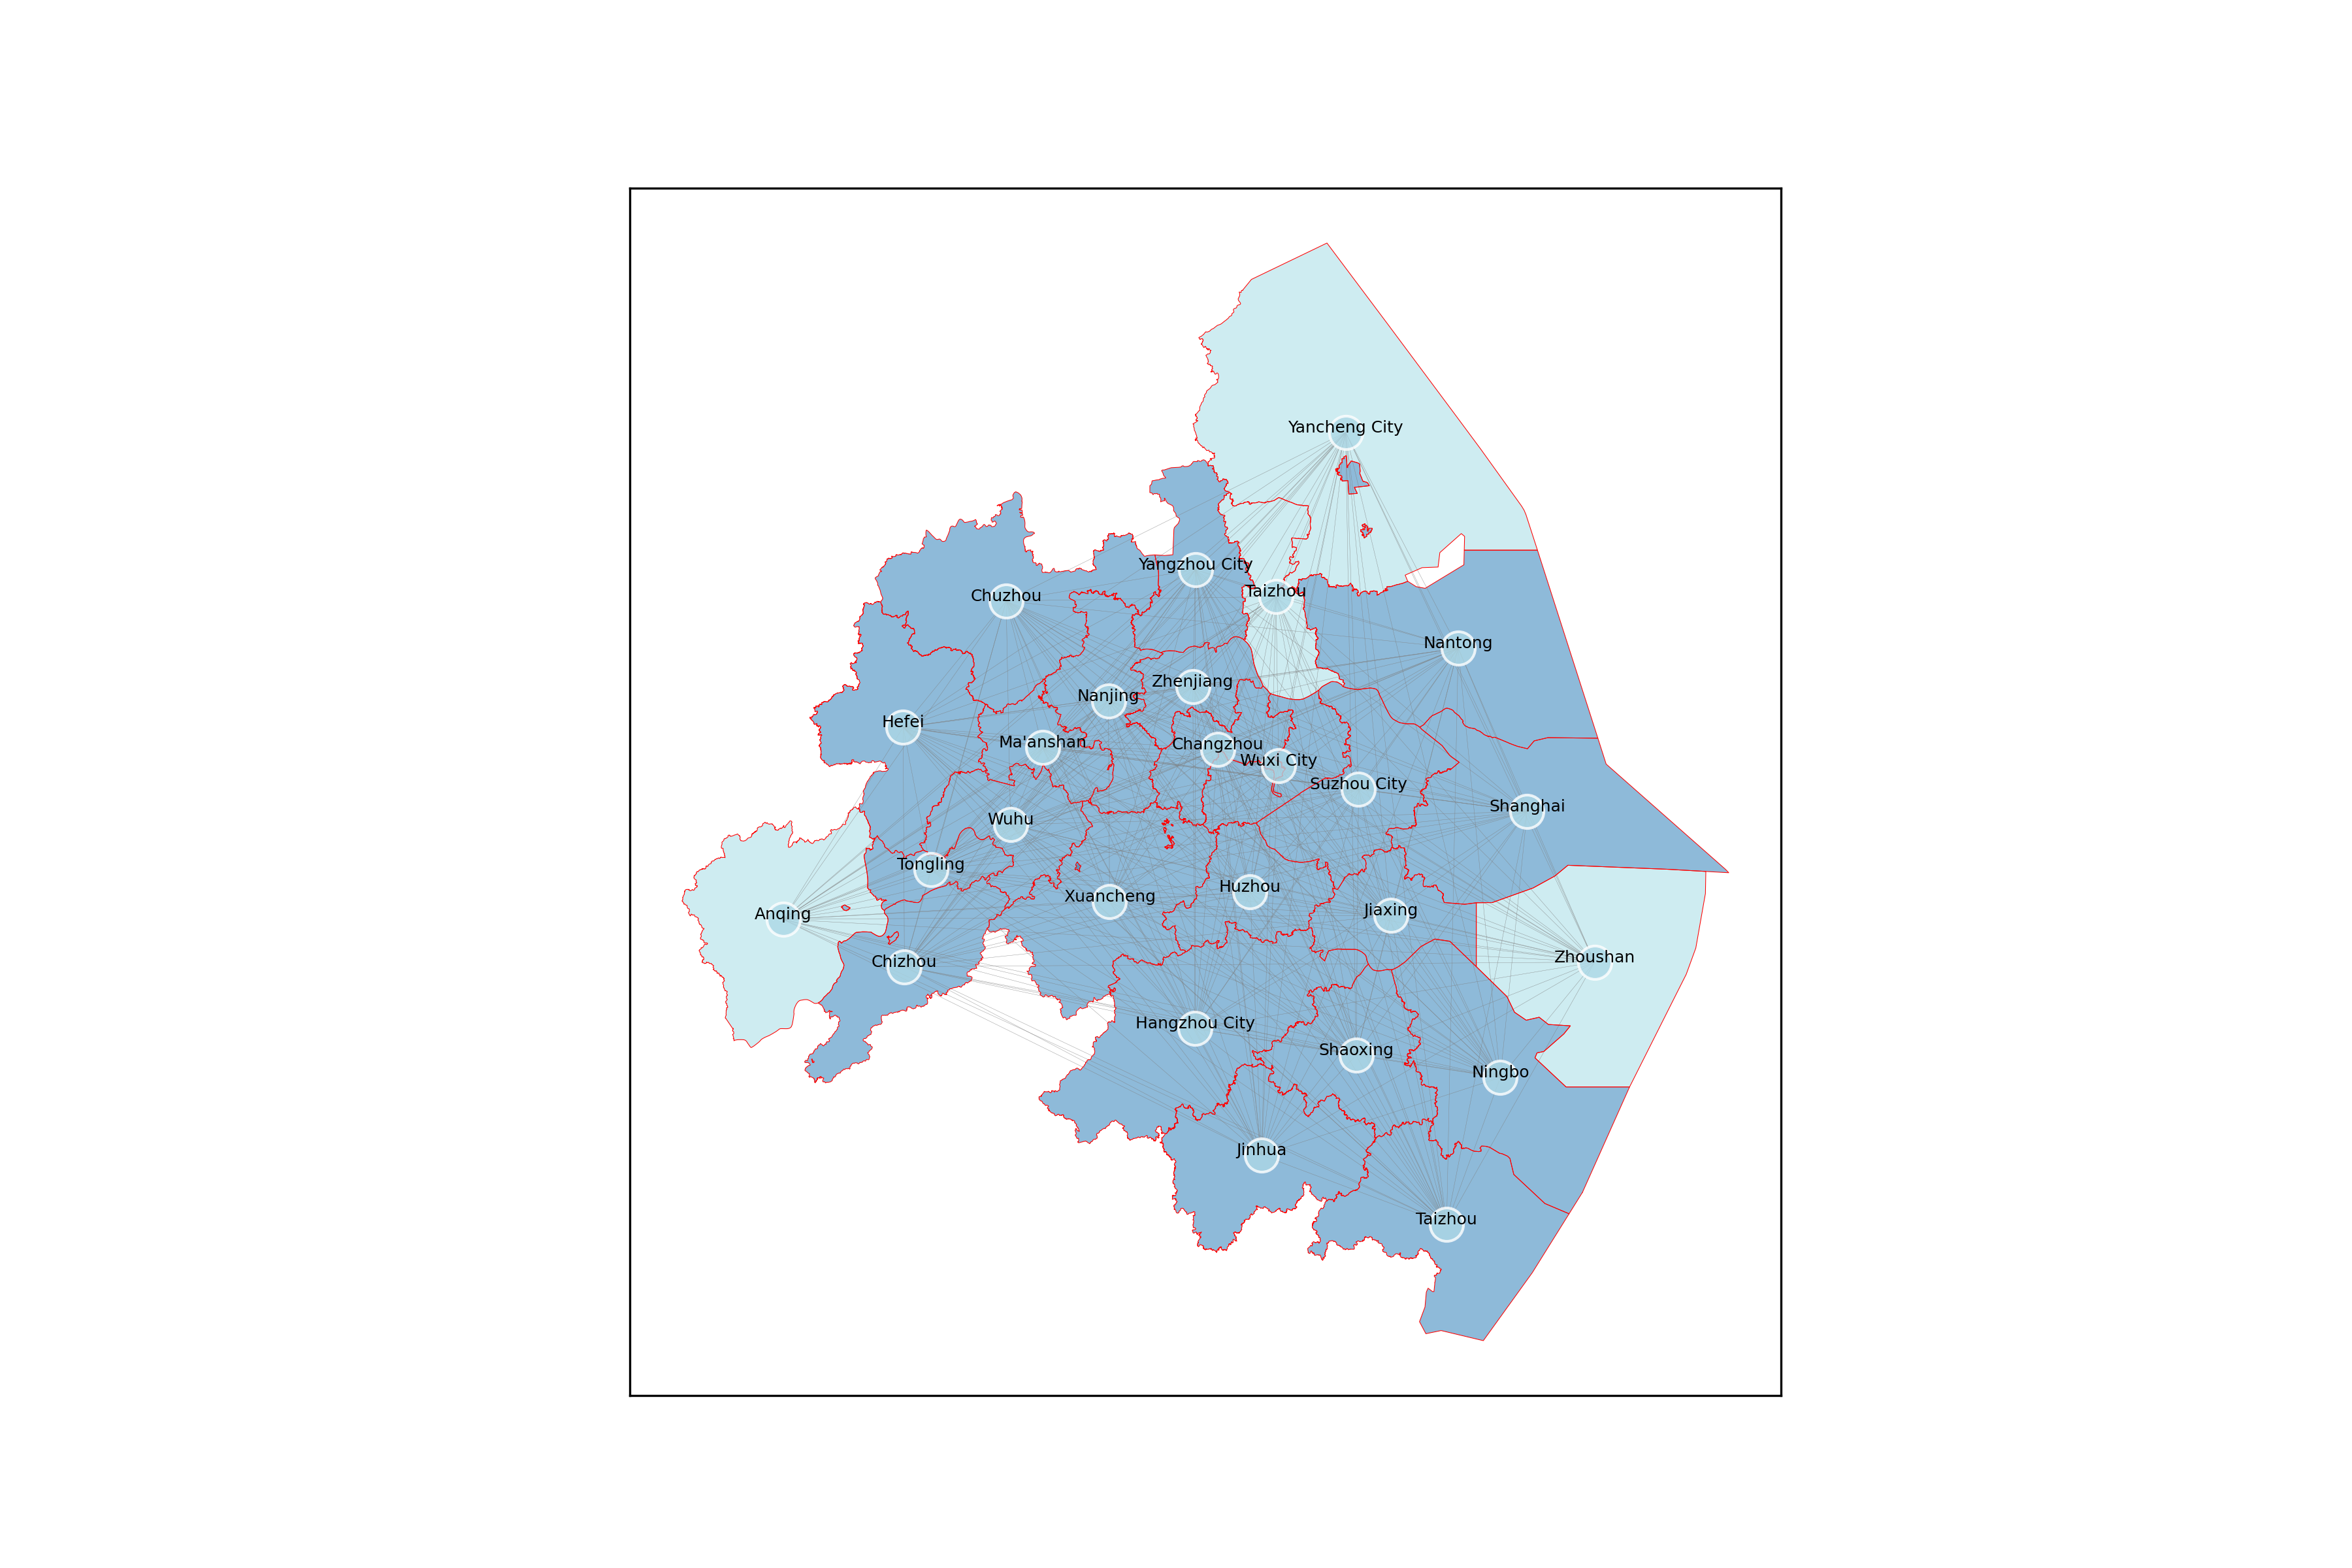 Yancheng City
Yangzhou City
Taizhou
Chuzhou
Nantong
Zhenjiang
Nanjing
Hefei
Ma'anshan
Changzhou
Wuxi City
Suzhou City
Shanghai
Wuhu
Tongling
Huzhou
Xuancheng
Jiaxing
Anqing
Zhoushan
Chizhou
Hangzhou City
Shaoxing
Ningbo
Jinhua
Taizhou